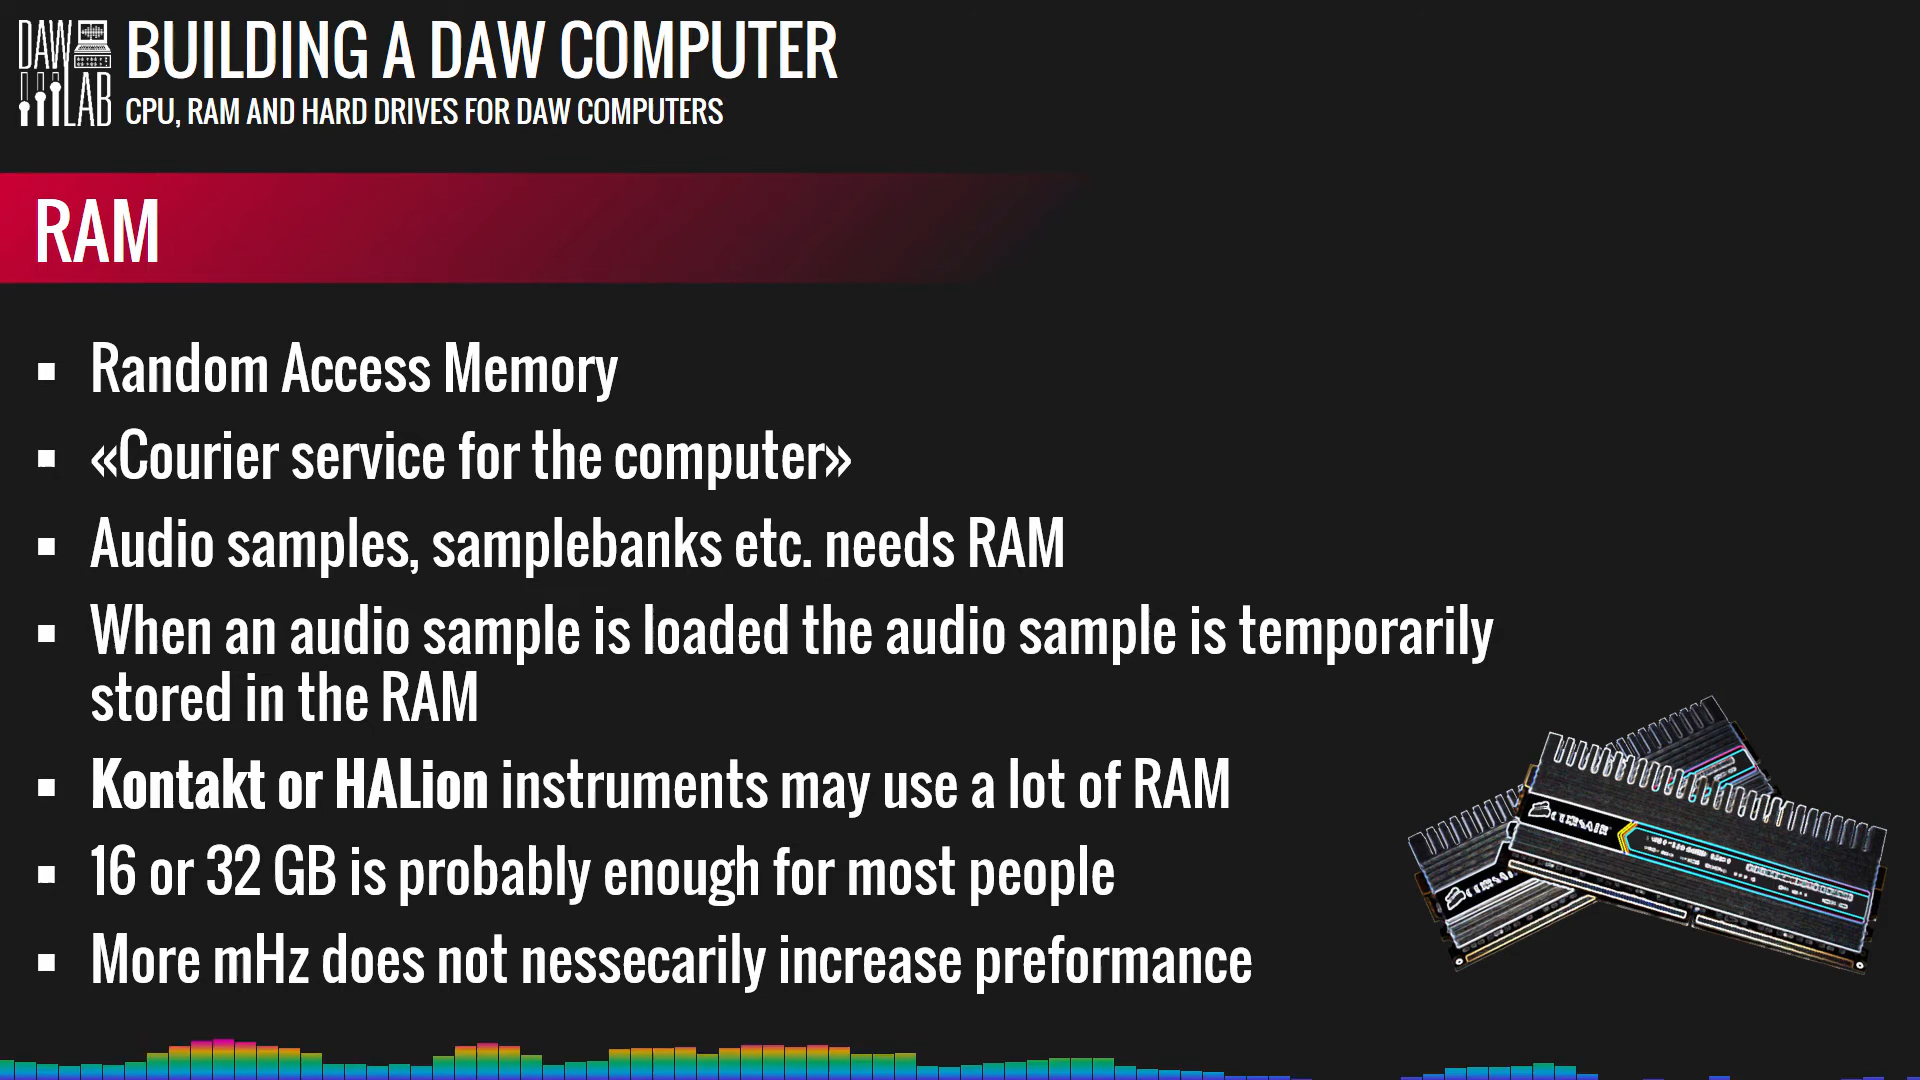 DAW
LAB
BUILDING A DAW COMPUTER
CPU, RAM AND HARD DRIVES FOR DAW COMPUTERS
RAM
Random Access Memory
«Courier service for the computer»
Audio samples, samplebanks etc. needs RAM
When an audio sample is loaded the audio sample is temporarily
stored in the RAM
Kontakt or HALion instruments may use a lot of RAM
16 or 32 GB is probably enough for most people
More mHz does not nessecarily increase preformance